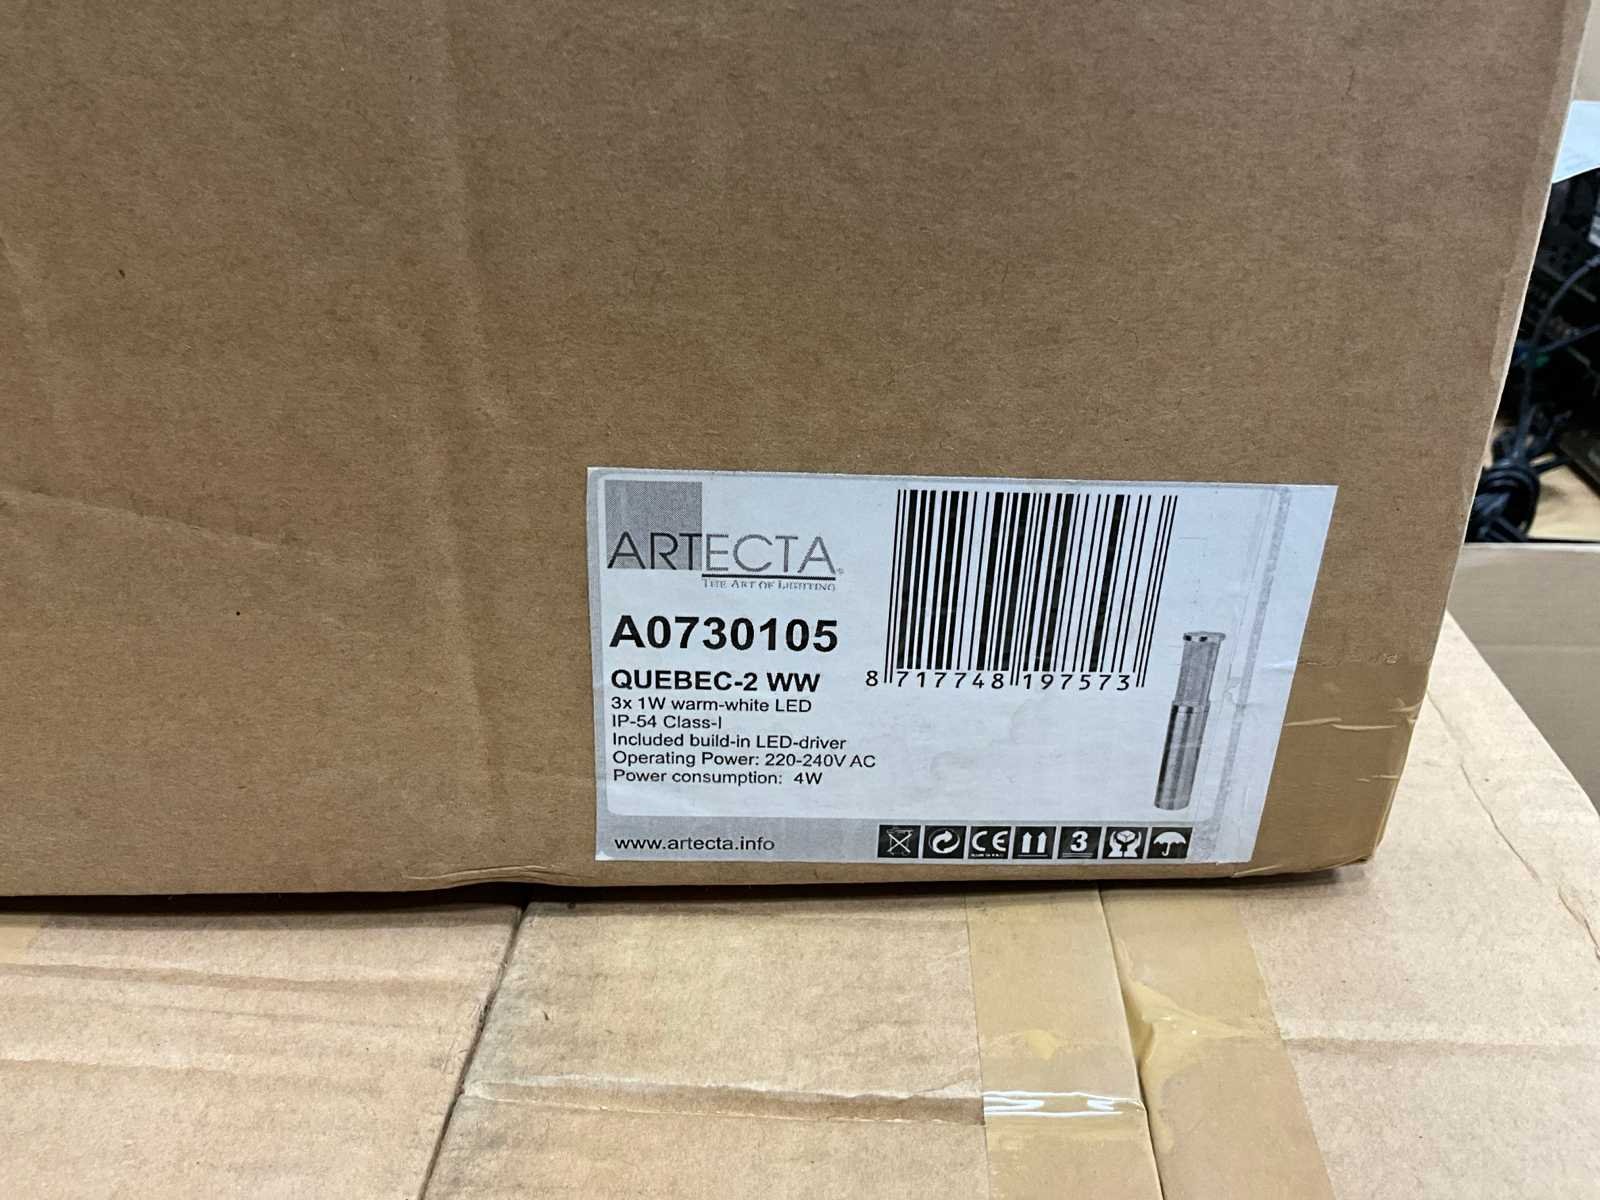 ARTECTA
THE ART OF LIGHTING
A0730105
QUEBEC-2 WW
3x 1W warm-white LED
IP-54 Class-I
Included build-in LED-driver
Operating Power: 220-240V AC
Power consumption: 4W
8 717748 197573
www.artecta.info
CE
3